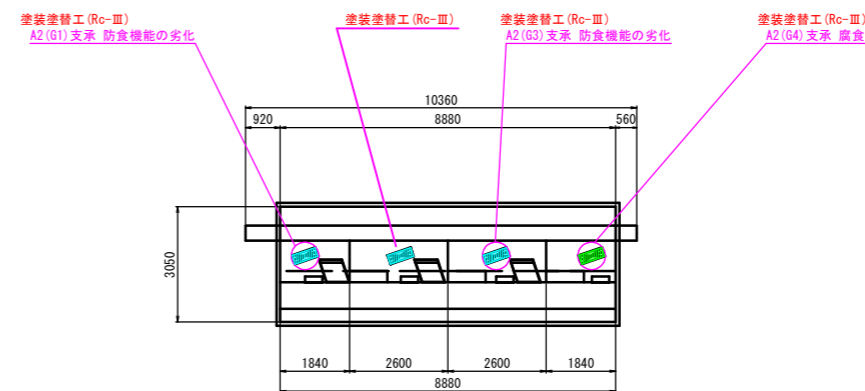 塗装塗替工(Rc-Ⅲ)
A2(G1)支承 防食機能の劣化
塗装塗替工(Rc-Ⅲ)
塗装塗替工(Rc-Ⅲ)
A2(G3)支承 防食機能の劣化
塗装塗替工(Rc-Ⅲ)
A2(G4)支承 腐食
10360
920
8880
560
3050
1840
2600
2600
1840
8880